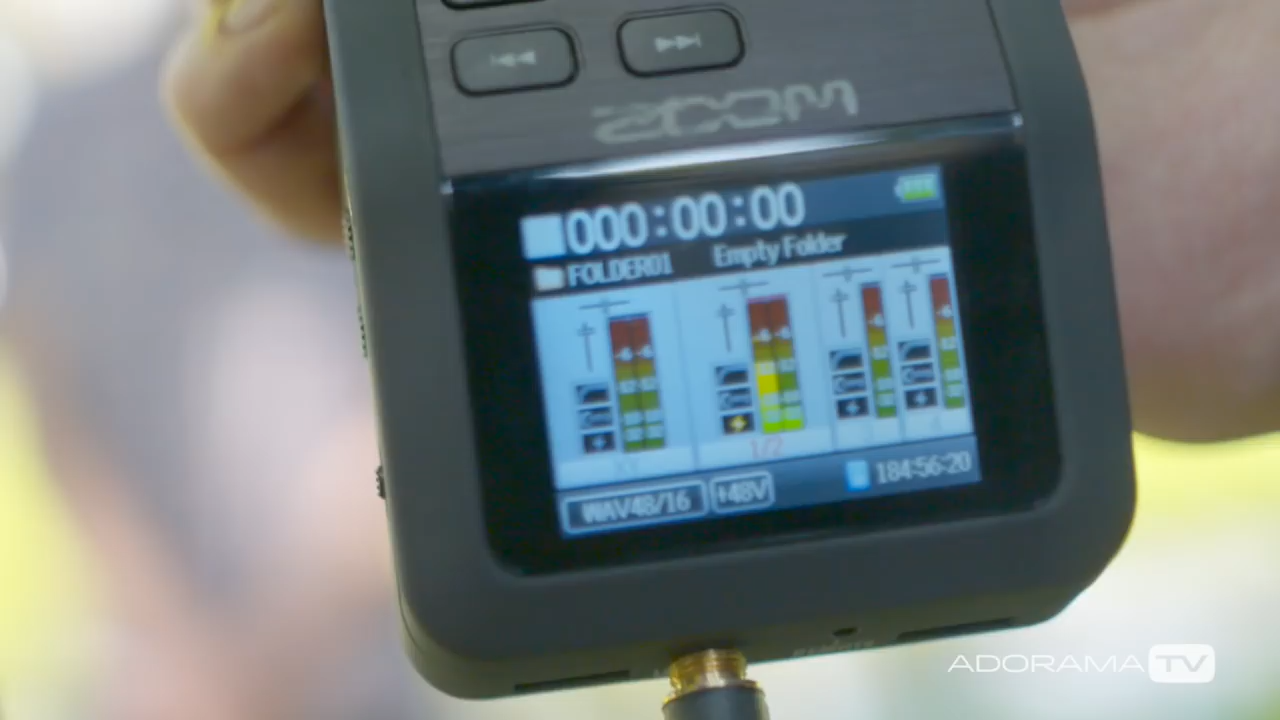 zoom
000:00:00
FOLDER01 Empty Folder
1/2
WAV48/16 +48V 184:56:20
ADORAMA TV